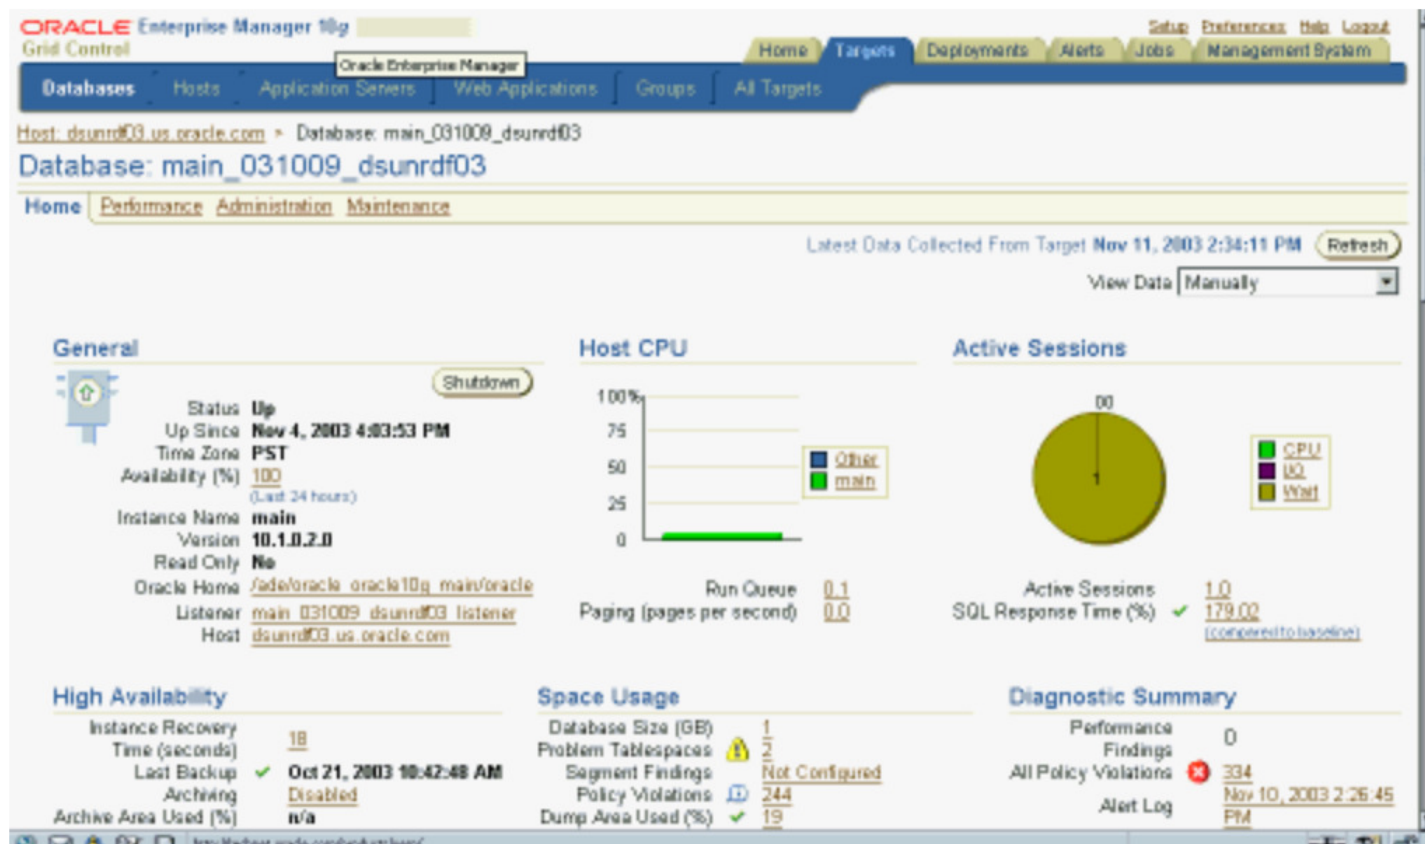 ORACLE Enterprise Manager 10g
Grid Control
Setup Preferences Help Logout
Home Targets Deployments Alerts Jobs Management System
Oracle Enterprise Manager
Databases Hosts Application Servers Web Applications Groups All Targets
Host: dsunrdf03.us.oracle.com > Database: main_031009_dsunrdf03
Database: main_031009_dsunrdf03
Home Performance Administration Maintenance
Latest Data Collected From Target Nov 11, 2003 2:34:11 PM Refresh
View Data Manually
General
Shutdown
Status Up
Up Since Nov 4, 2003 4:03:53 PM
Time Zone PST
Availability (%) 100
(Last 24 hours)
Instance Name main
Version 10.1.0.2.0
Read Only No
Oracle Home /ade/oracle_oracle10g_main/oracle
Listener main_031009_dsunrdf03_listener
Host dsunrdf03.us.oracle.com
Host CPU
100%
75
50
25
0
Other
main
Run Queue 0.1
Paging (pages per second) 0.0
Active Sessions
00
1
CPU
I/O
Wait
Active Sessions 1.0
SQL Response Time (%) 179.02
(compared to baseline)
High Availability
Instance Recovery
Time (seconds) 18
Last Backup Oct 21, 2003 10:42:48 AM
Archiving Disabled
Archive Area Used (%) n/a
Space Usage
Database Size (GB) 1
Problem Tablespaces 2
Segment Findings Not Configured
Policy Violations 244
Dump Area Used (%) 19
Diagnostic Summary
Performance
Findings 0
All Policy Violations 334
Alert Log Nov 10, 2003 2:26:45
PM